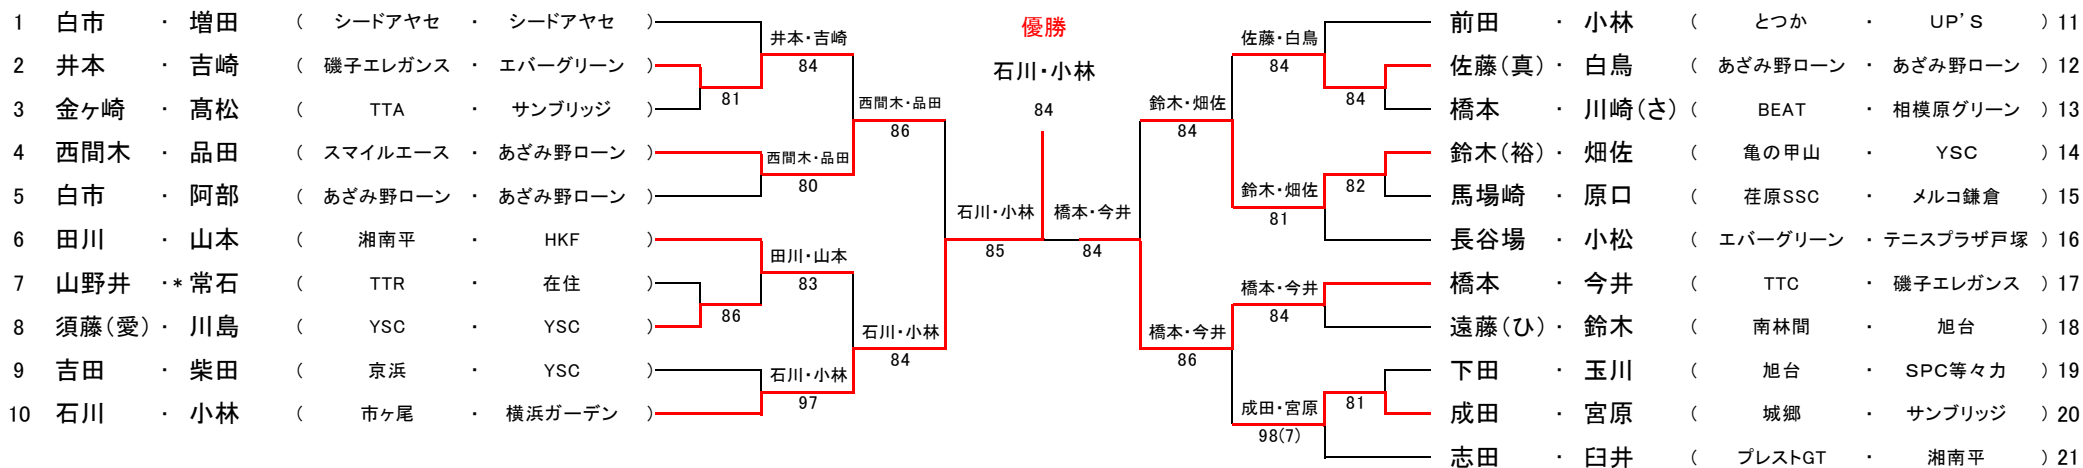 優勝
石川・小林
84
1 白市 ・ 増田 ( シードアヤセ ・ シードアヤセ )
2 井本 ・ 吉崎 ( 磯子エレガンス ・ エバーグリーン )
3 金ヶ崎 ・ 髙松 ( TTA ・ サンブリッジ )
4 西間木 ・ 品田 ( スマイルエース ・ あざみ野ローン )
5 白市 ・ 阿部 ( あざみ野ローン ・ あざみ野ローン )
6 田川 ・ 山本 ( 湘南平 ・ HKF )
7 山野井 ・* 常石 ( TTR ・ 在住 )
8 須藤(愛) ・ 川島 ( YSC ・ YSC )
9 吉田 ・ 柴田 ( 京浜 ・ YSC )
10 石川 ・ 小林 ( 市ヶ尾 ・ 横浜ガーデン )
81
86
井本・吉崎
84
西間木・品田
80
田川・山本
83
石川・小林
97
西間木・品田
86
石川・小林
84
石川・小林
85
橋本・今井
84
鈴木・畑佐
84
橋本・今井
86
佐藤・白鳥
84
鈴木・畑佐
81
橋本・今井
84
成田・宮原
98(7)
84
82
81
前田 ・ 小林 ( とつか ・ UP'S ) 11
佐藤(真) ・ 白鳥 ( あざみ野ローン ・ あざみ野ローン ) 12
橋本 ・ 川崎(さ) ( BEAT ・ 相模原グリーン ) 13
鈴木(裕) ・ 畑佐 ( 亀の甲山 ・ YSC ) 14
馬場崎 ・ 原口 ( 荏原SSC ・ メルコ鎌倉 ) 15
長谷場 ・ 小松 ( エバーグリーン ・ テニスプラザ戸塚 ) 16
橋本 ・ 今井 ( TTC ・ 磯子エレガンス ) 17
遠藤(ひ) ・ 鈴木 ( 南林間 ・ 旭台 ) 18
下田 ・ 玉川 ( 旭台 ・ SPC等々力 ) 19
成田 ・ 宮原 ( 城郷 ・ サンブリッジ ) 20
志田 ・ 臼井 ( プレストGT ・ 湘南平 ) 21